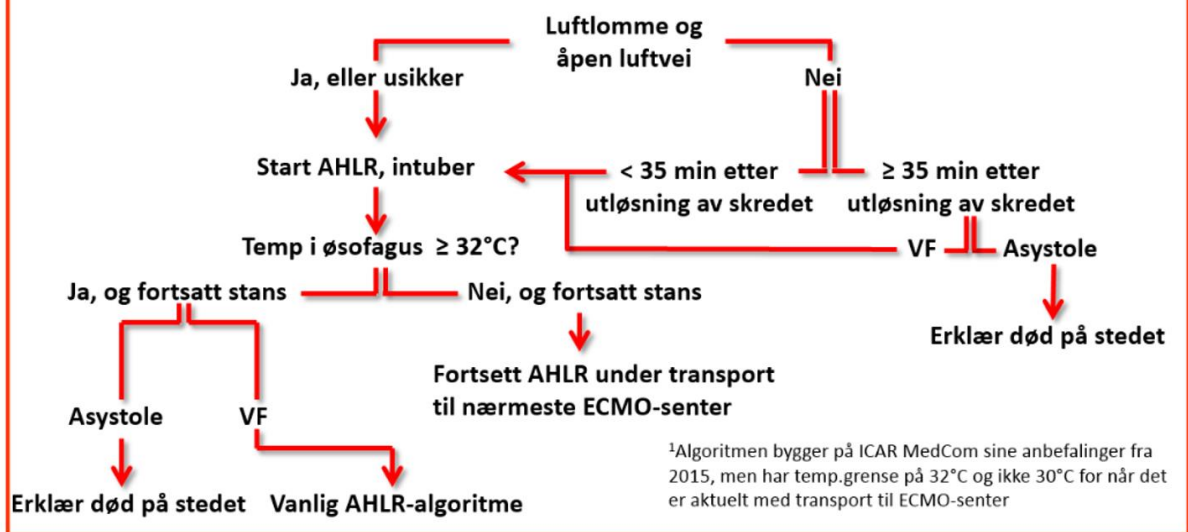 Luftlomme og
åpen luftvei
Ja, eller usikker
Nei
Start AHLR, intuber
< 35 min etter
utløsning av skredet
≥ 35 min etter
utløsning av skredet
Temp i øsofagus ≥ 32°C?
VF
Asystole
Ja, og fortsatt stans
Nei, og fortsatt stans
Erklær død på stedet
Fortsett AHLR under transport
til nærmeste ECMO-senter
Asystole
VF
¹Algoritmen bygger på ICAR MedCom sine anbefalinger fra
2015, men har temp.grense på 32°C og ikke 30°C for når det
er aktuelt med transport til ECMO-senter
Erklær død på stedet
Vanlig AHLR-algoritme